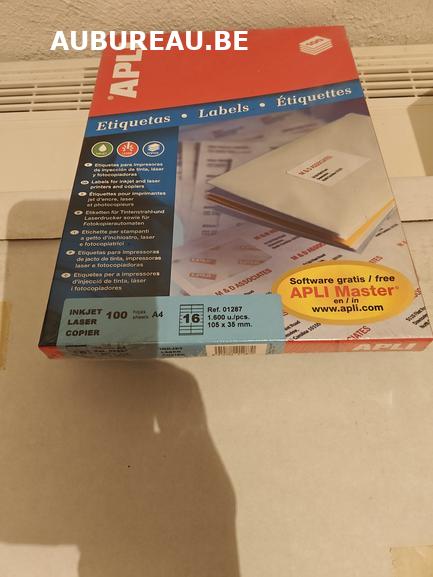 AUBUREAU.BE
APLI
Etiquetas • Labels • Étiquettes
Etiquetas para impresoras
de inyección de tinta, láser
y fotocopiadoras
Labels for inkjet and laser
printers and copiers
Étiquettes pour imprimantes
jet d'encre, laser
et photocopieurs
Etiketten für Tintenstrahlund
Laserdrucker sowie für
Fotokopierautomaten
Etichette per stampanti
a getto d'inchiostro, laser
e fotocopiatrici
Etiquetas para impressoras
de jacto de tinta, impressoras
laser e fotocopiadoras
Etiquetes per a impressores
d'injecció de tinta, làser
i fotocopiadores
M & D ASSOCIATES
Software gratis / free
APLI Master®
en / in
www.apli.com
INKJET
LASER
COPIER
100 hojas
sheets A4
16
Ref. 01287
1.600 u./pcs.
105 x 35 mm.
APLI